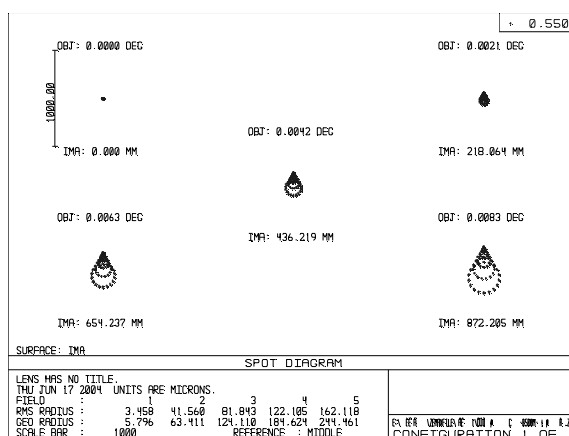 0.550
OBJ: 0.0000 DEG
OBJ: 0.0021 DEG
1000.00
IMA: 0.000 MM
OBJ: 0.0042 DEG
IMA: 218.064 MM
OBJ: 0.0063 DEG
IMA: 436.219 MM
OBJ: 0.0083 DEG
IMA: 654.237 MM
IMA: 872.205 MM
SURFACE: IMA
SPOT DIAGRAM
LENS HAS NO TITLE.
THU JUN 17 2004 UNITS ARE MICRONS.
FIELD : 1 2 3 4 5
RMS RADIUS : 3.458 41.560 81.843 122.105 162.118
GEO RADIUS : 5.796 63.411 124.110 184.624 244.461
SCALE BAR : 1000 REFERENCE : MIDDLE
CONFIGURATION 1 OF